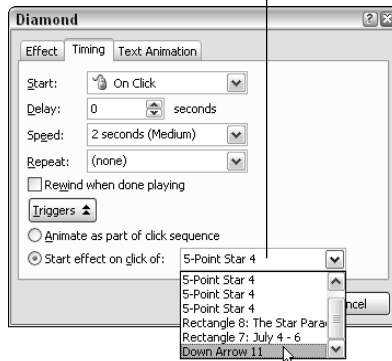 Diamond
Effect Timing Text Animation
Start: On Click
Delay: 0 seconds
Speed: 2 seconds (Medium)
Repeat: (none)
Rewind when done playing
Triggers
Animate as part of click sequence
Start effect on click of: 5-Point Star 4
5-Point Star 4
5-Point Star 4
5-Point Star 4
Rectangle 8: The Star Para
Rectangle 7: July 4 - 6
Down Arrow 11